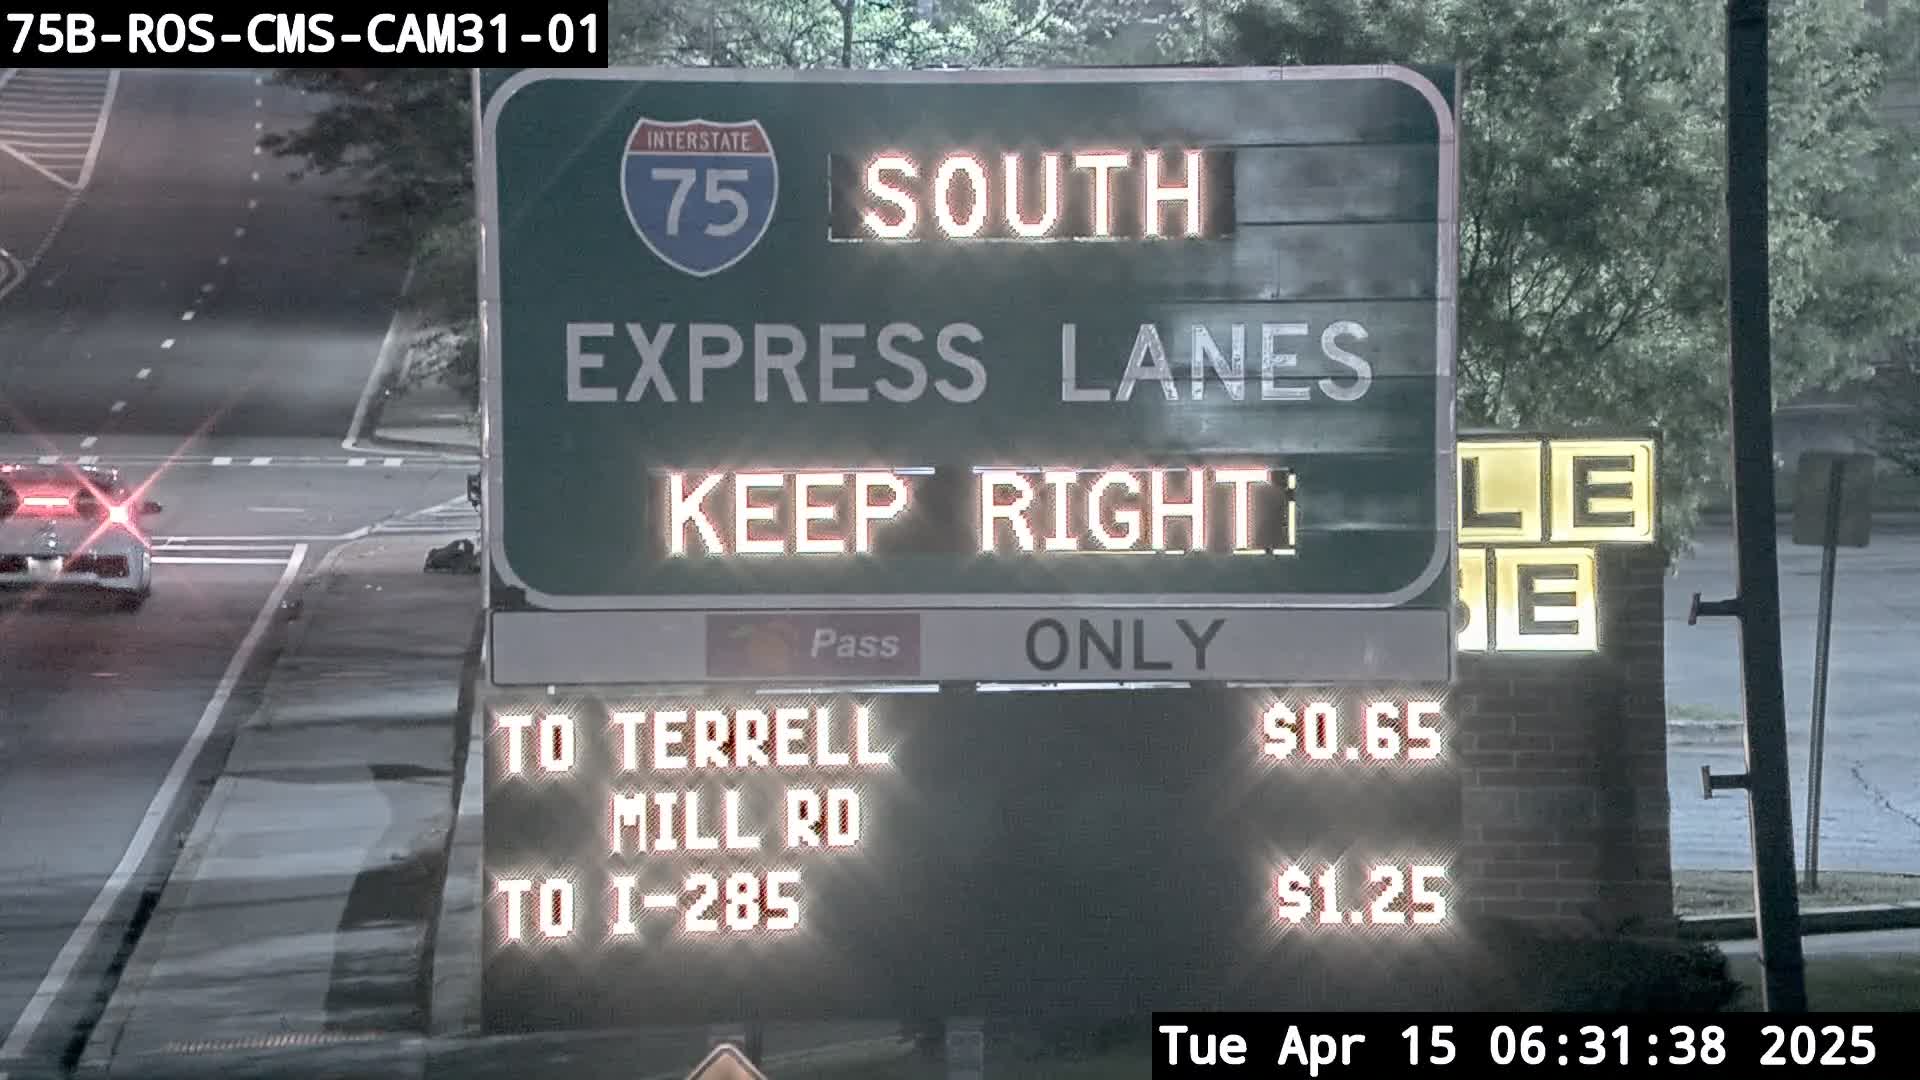 75B-ROS-CMS-CAM31-01
INTERSTATE
75
SOUTH
EXPRESS LANES
KEEP RIGHT
Pass ONLY
LE
E
TO TERRELL $0.65
MILL RD
TO I-285 $1.25
Tue Apr 15 06:31:38 2025